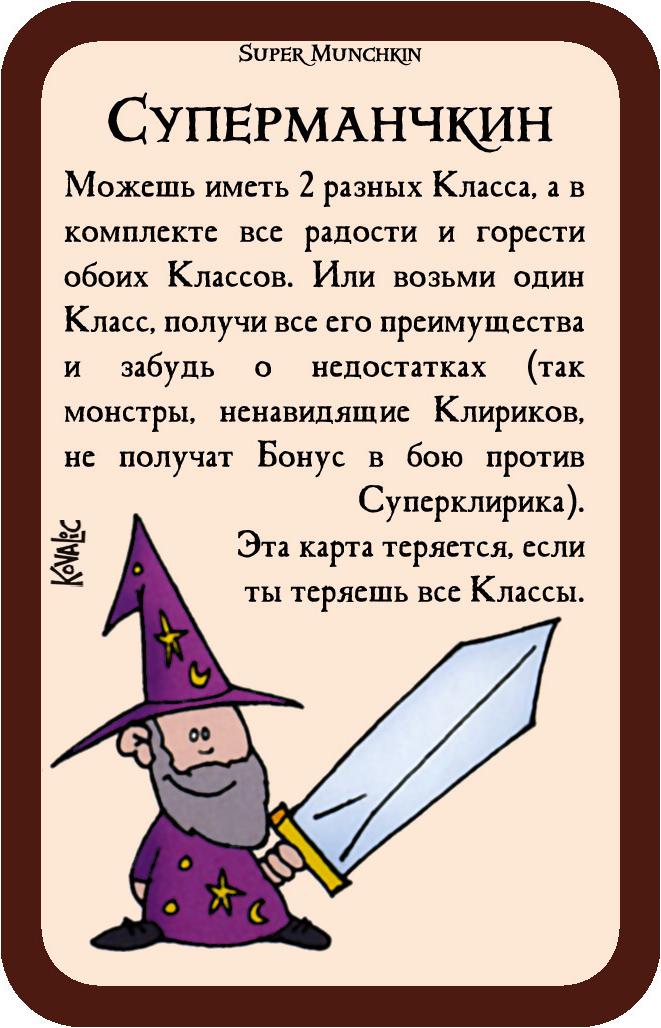 Super Munchkin
Суперманчкин
Можешь иметь 2 разных Класса, а в
комплекте все радости и горести
обоих Классов. Или возьми один
Класс, получи все его преимущества
и забудь о недостатках (так
монстры, ненавидящие Клириков,
не получат Бонус в бою против
Суперклирика).
Эта карта теряется, если
ты теряешь все Классы.
Kovalic